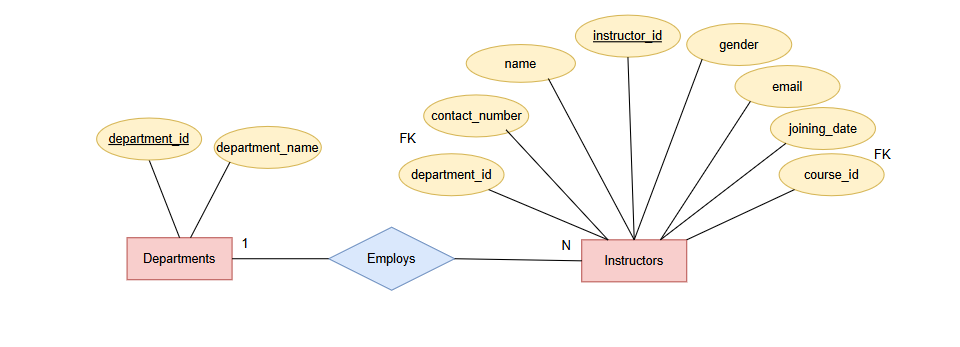 instructor_id
gender
name
email
contact_number
joining_date
FK
department_id
department_name
FK
department_id
course_id
1
N
Departments
Employs
Instructors